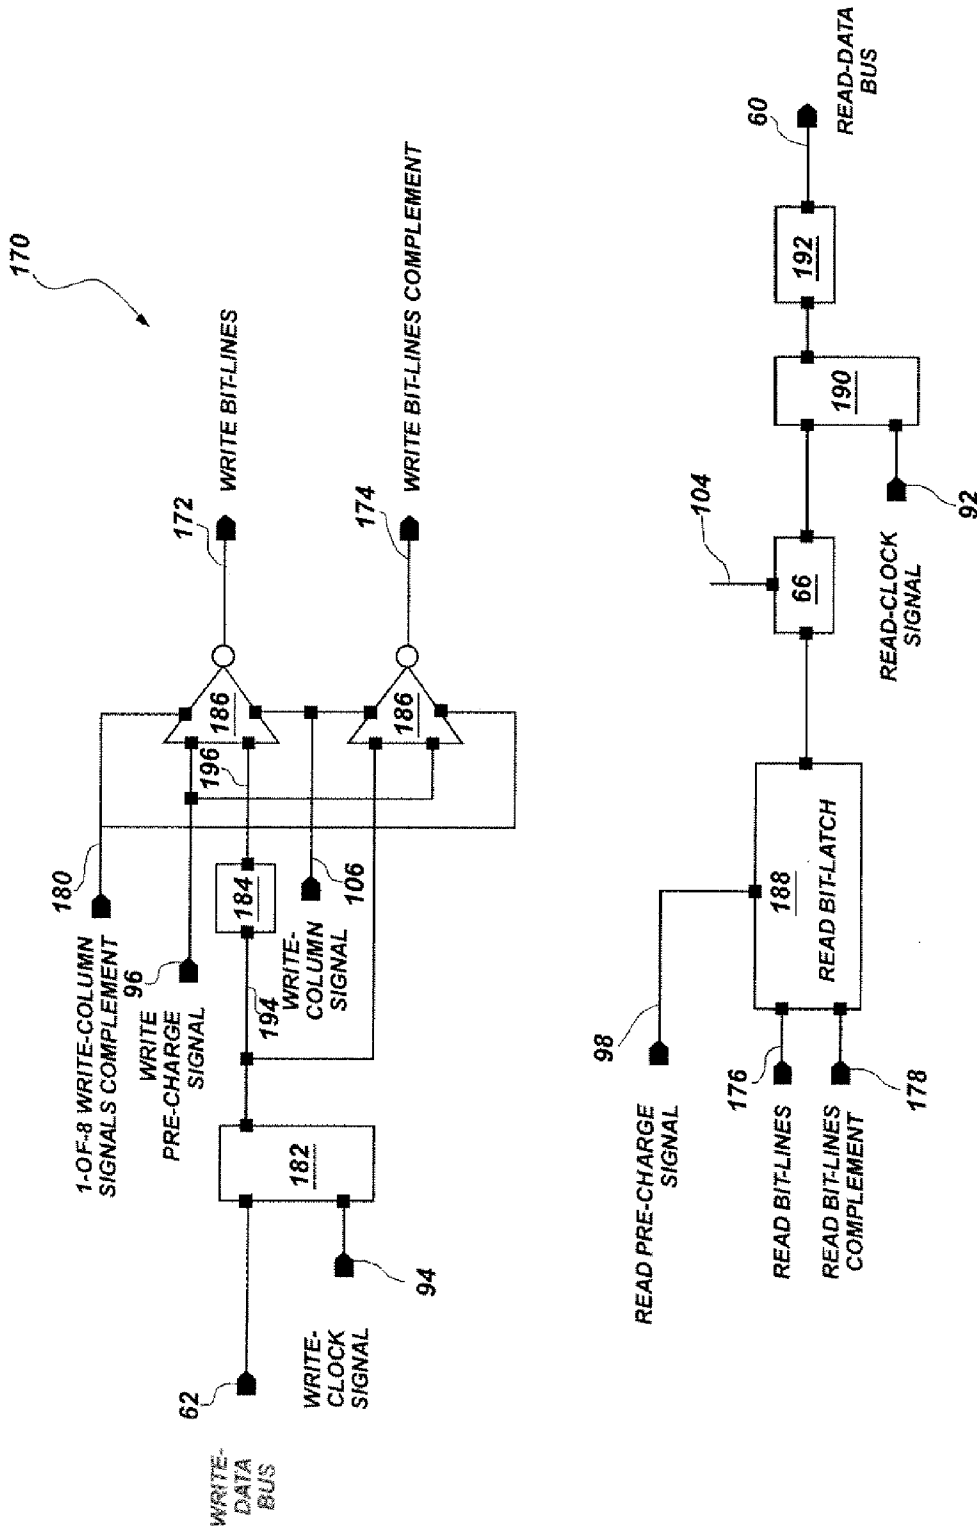 170
1-OF-8 WRITE-COLUMN
SIGNALS COMPLEMENT
180
96
WRITE
PRE-CHARGE
SIGNAL
186
172
WRITE BIT-LINES
62
WRITE-
DATA
BUS
182
194
184
196
94
WRITE-
CLOCK
SIGNAL
WRITE-
COLUMN
SIGNAL
106
186
174
WRITE BIT-LINES COMPLEMENT
98
READ PRE-CHARGE
SIGNAL
176
READ BIT-LINES
178
READ BIT-LINES
COMPLEMENT
188
READ BIT-LATCH
104
66
190
92
READ-CLOCK
SIGNAL
192
60
READ-DATA
BUS